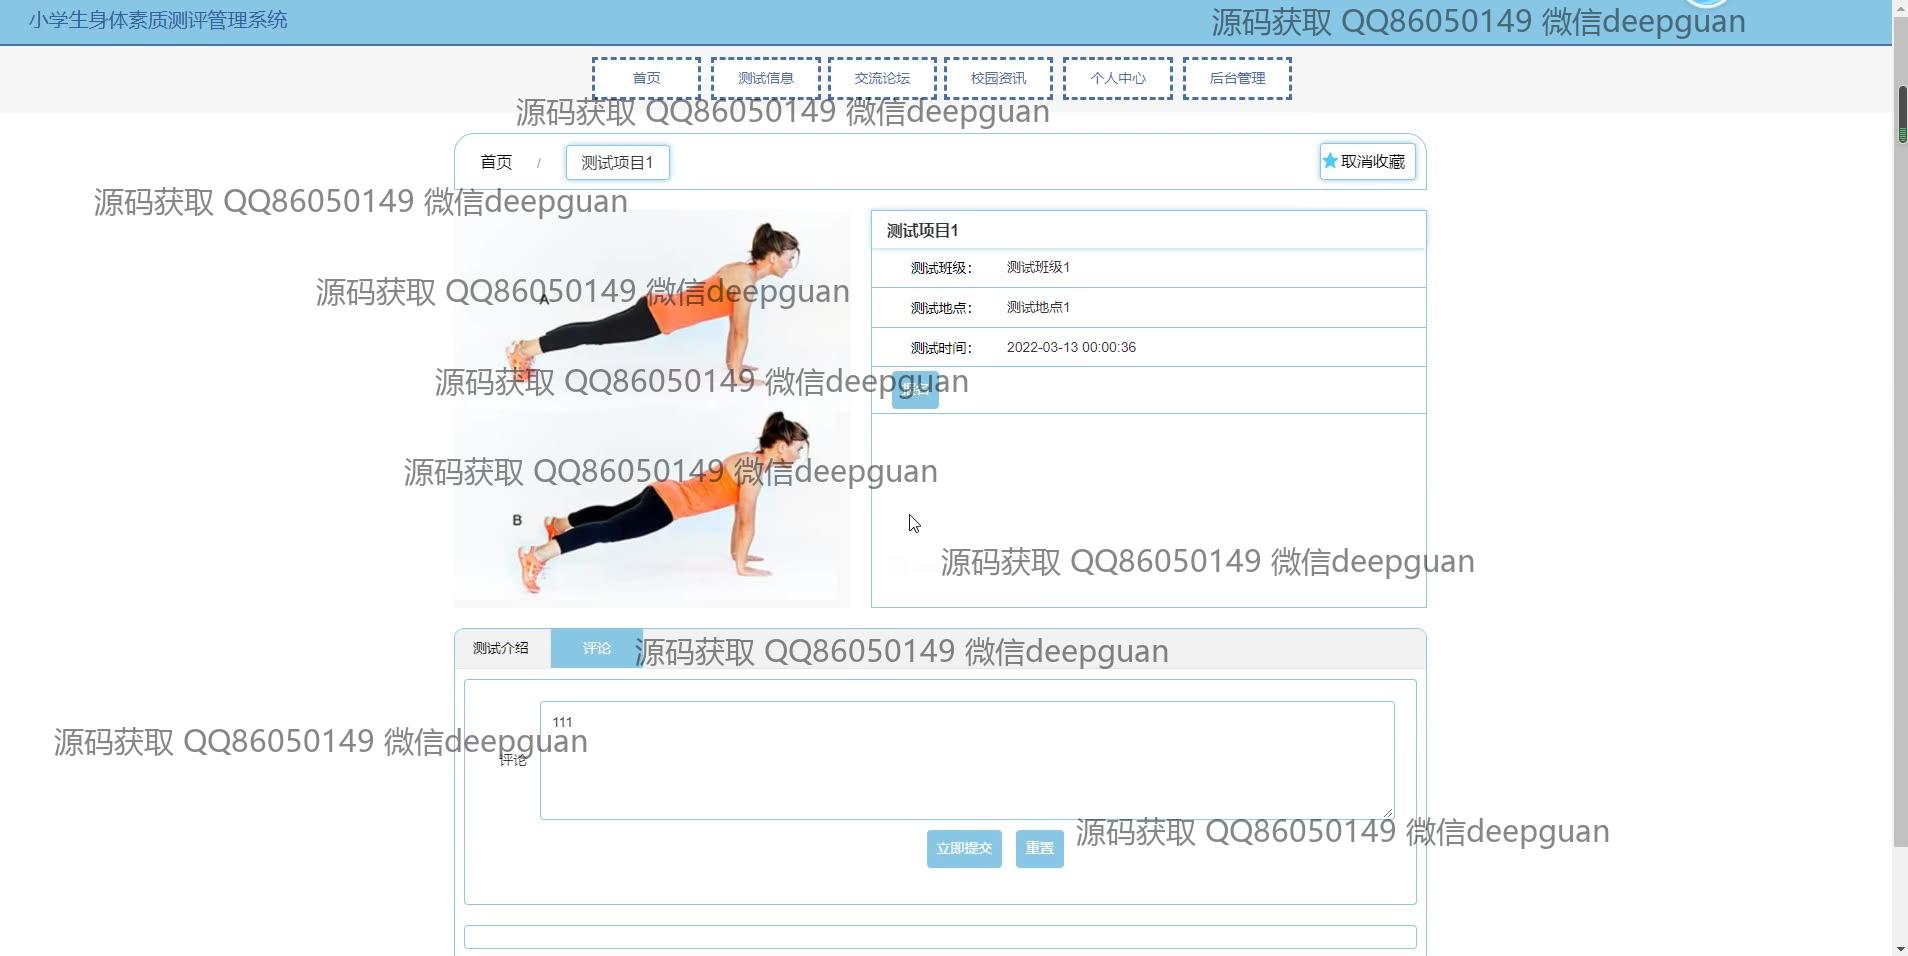 小学生身体素质测评管理系统
源码获取 QQ86050149 微信deepguan
首页
测试信息
交流论坛
校园资讯
个人中心
后台管理
源码获取 QQ86050149 微信deepguan
首页 / 测试项目1
取消收藏
源码获取 QQ86050149 微信deepguan
测试项目1
测试班级: 测试班级1
源码获取 QQ86050149 微信deepguan
A
测试地点: 测试地点1
测试时间: 2022-03-13 00:00:36
源码获取 QQ86050149 微信deepguan
源码获取 QQ86050149 微信deepguan
B
源码获取 QQ86050149 微信deepguan
测试介绍
评论
源码获取 QQ86050149 微信deepguan
111
源码获取 QQ86050149 微信deepguan
评论
源码获取 QQ86050149 微信deepguan
立即提交
重置